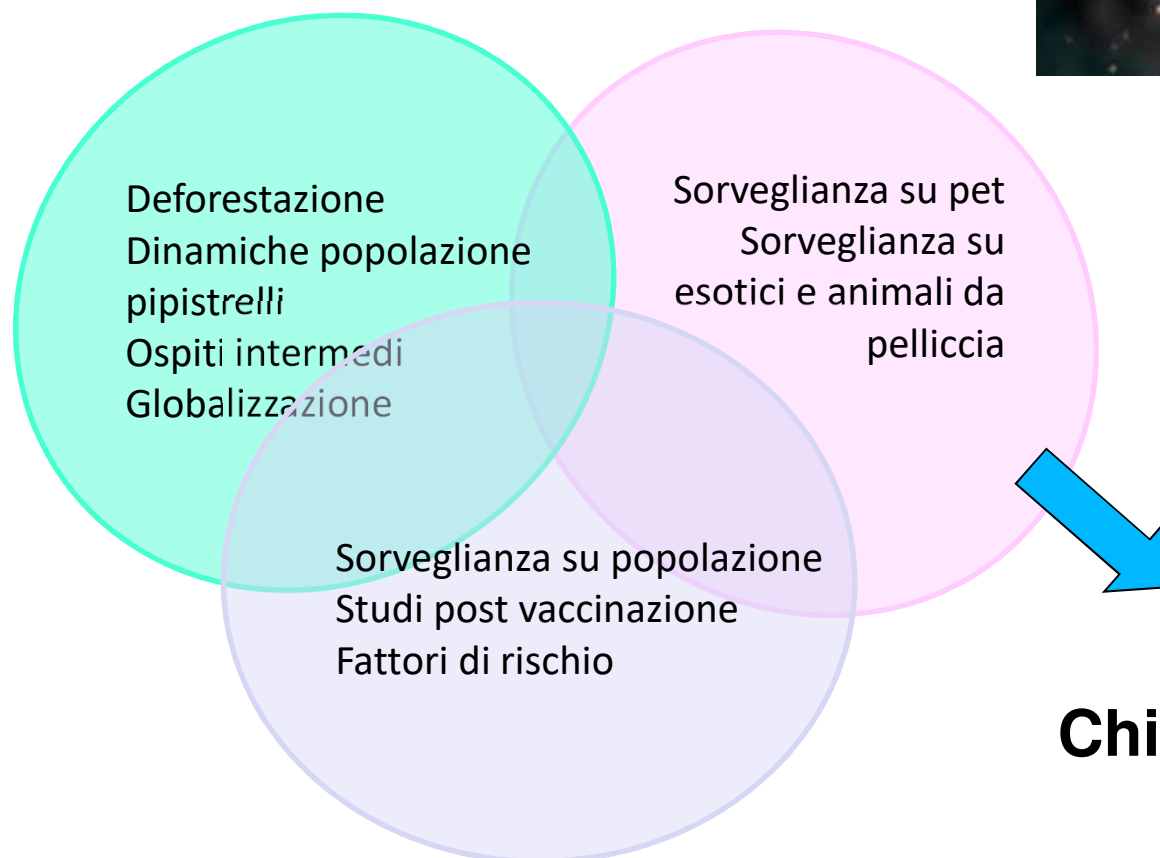 Deforestazione
Dinamiche popolazione
pipistrelli
Ospiti intermedi
Globalizzazione
Sorveglianza su pet
Sorveglianza su
esotici e animali da
pelliccia
Sorveglianza su popolazione
Studi post vaccinazione
Fattori di rischio
Chi